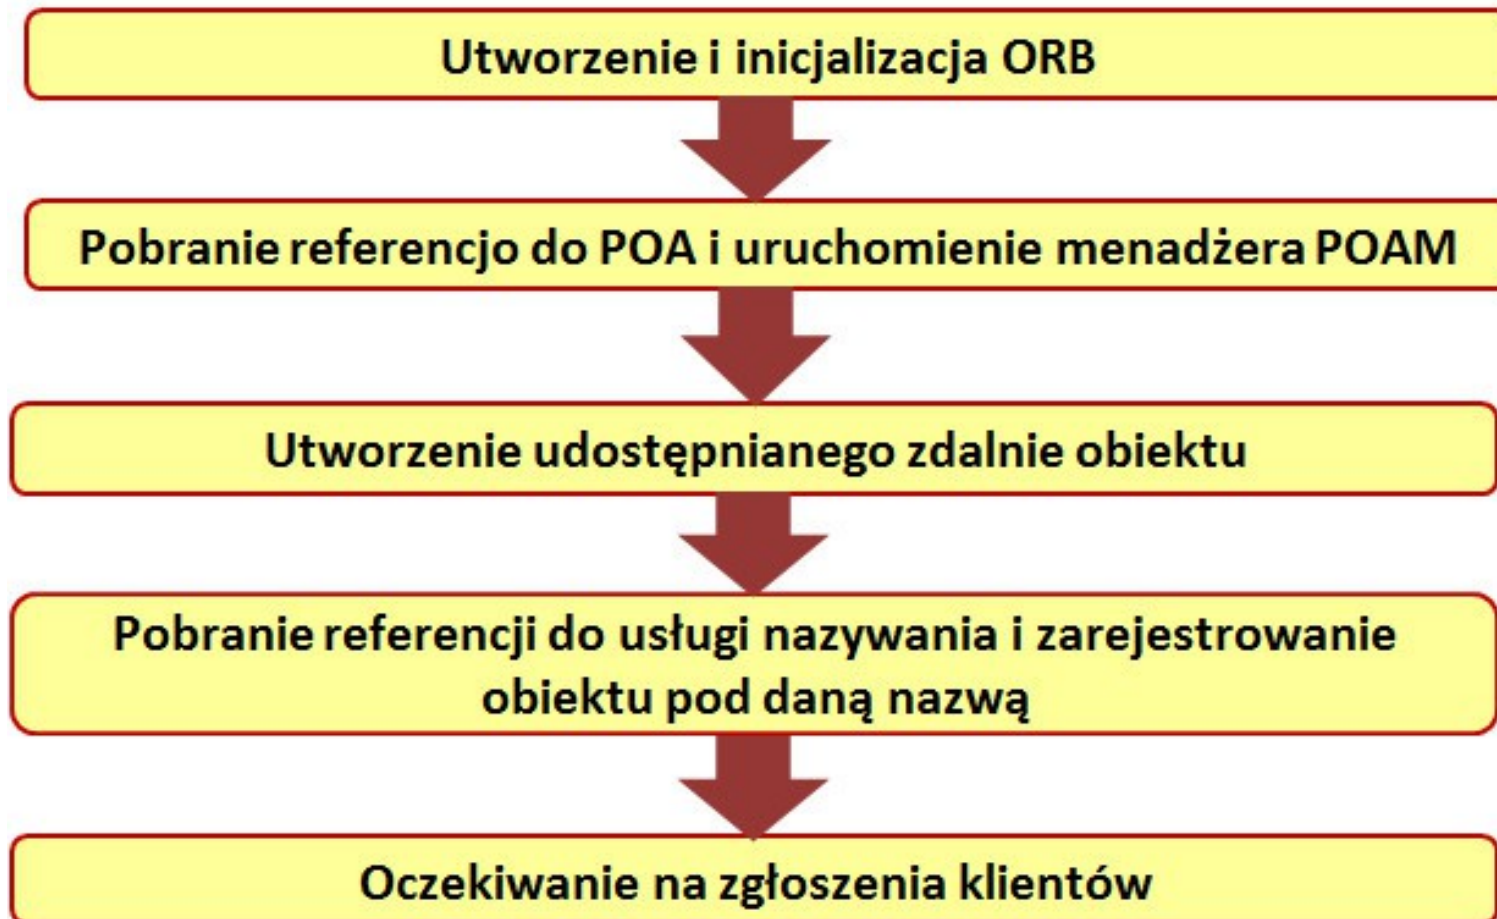 Utworzenie i inicjalizacja ORB
Pobranie referencjo do POA i uruchomienie menadżera POAM
Utworzenie udostępnianego zdalnie obiektu
Pobranie referencji do usługi nazywania i zarejestrowanie
obiektu pod daną nazwą
Oczekiwanie na zgłoszenia klientów